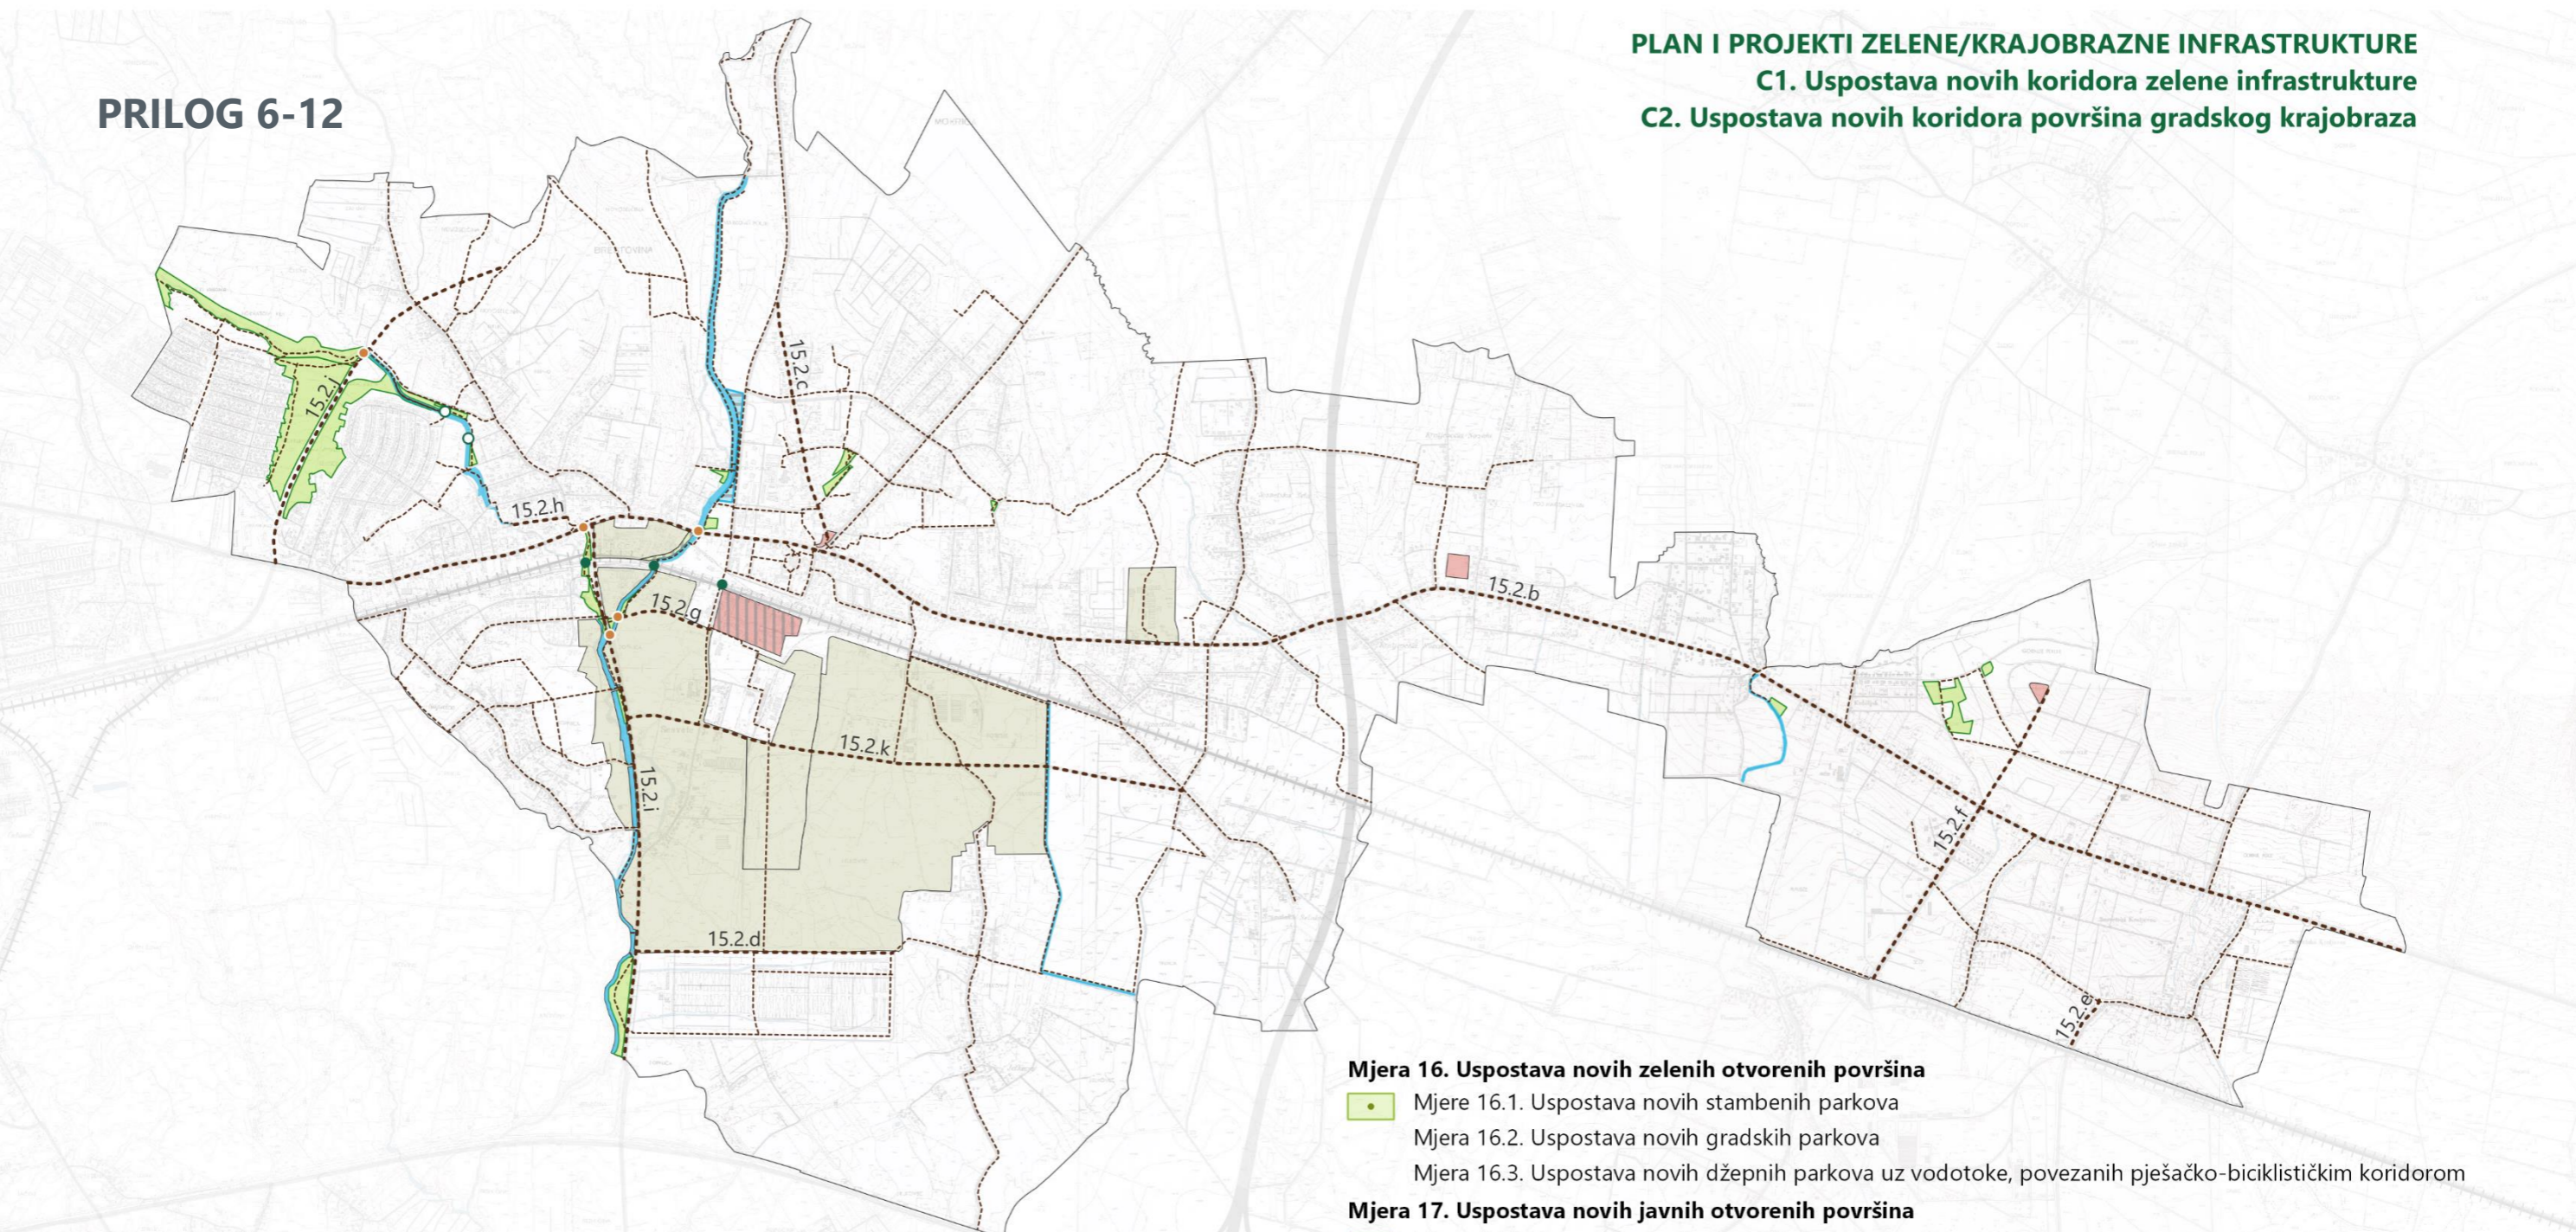 PLAN I PROJEKTI ZELENE/KRAJOBRAZNE INFRASTRUKTURE
C1. Uspostava novih koridora zelene infrastrukture
C2. Uspostava novih koridora površina gradskog krajobraza
PRILOG 6-12
15.2.c
15.2.j
15.2.h
15.2.g
15.2.b
15.2.k
15.2.i
15.2.f
15.2.d
15.2.e
Mjera 16. Uspostava novih zelenih otvorenih površina
Mjere 16.1. Uspostava novih stambenih parkova
Mjera 16.2. Uspostava novih gradskih parkova
Mjera 16.3. Uspostava novih džepnih parkova uz vodotoke, povezanih pješačko-biciklističkim koridorom
Mjera 17. Uspostava novih javnih otvorenih površina